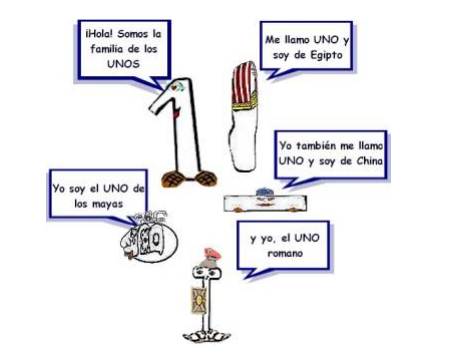 ¡Hola! Somos la
familia de los
UNOS
Me llamo UNO y
soy de Egipto
Yo también me llamo
UNO y soy de China
Yo soy el UNO de
los mayas
y yo, el UNO
romano